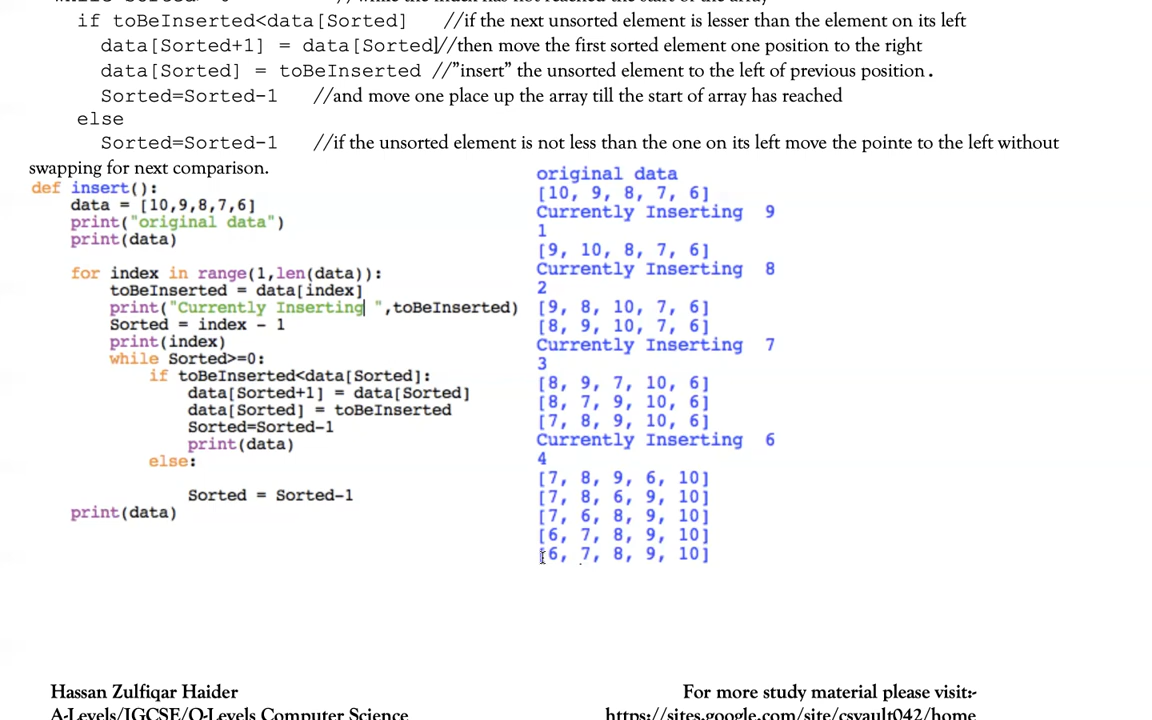 if toBeInserted<data[Sorted] //if the next unsorted element is lesser than the element on its left
data[Sorted+1] = data[Sorted]//then move the first sorted element one position to the right
data[Sorted] = toBeInserted //”insert” the unsorted element to the left of previous position.
Sorted=Sorted-1 //and move one place up the array till the start of array has reached
else
Sorted=Sorted-1 //if the unsorted element is not less than the one on its left move the pointe to the left without
swapping for next comparison.
def insert():
data = [10,9,8,7,6]
print("original data")
print(data)
for index in range(1,len(data)):
toBeInserted = data[index]
print("Currently Inserting ",toBeInserted)
Sorted = index - 1
print(index)
while Sorted>=0:
if toBeInserted<data[Sorted]:
data[Sorted+1] = data[Sorted]
data[Sorted] = toBeInserted
Sorted=Sorted-1
print(data)
else:
Sorted = Sorted-1
print(data)
original data
[10, 9, 8, 7, 6]
Currently Inserting 9
1
[9, 10, 8, 7, 6]
Currently Inserting 8
2
[9, 8, 10, 7, 6]
[8, 9, 10, 7, 6]
Currently Inserting 7
3
[8, 9, 7, 10, 6]
[8, 7, 9, 10, 6]
[7, 8, 9, 10, 6]
Currently Inserting 6
4
[7, 8, 9, 6, 10]
[7, 8, 6, 9, 10]
[7, 6, 8, 9, 10]
[6, 7, 8, 9, 10]
[6, 7, 8, 9, 10]
Hassan Zulfiqar Haider
A-Levels/IGCSE/O-Levels Computer Science
For more study material please visit:-
https://sites.google.com/site/csvault042/home